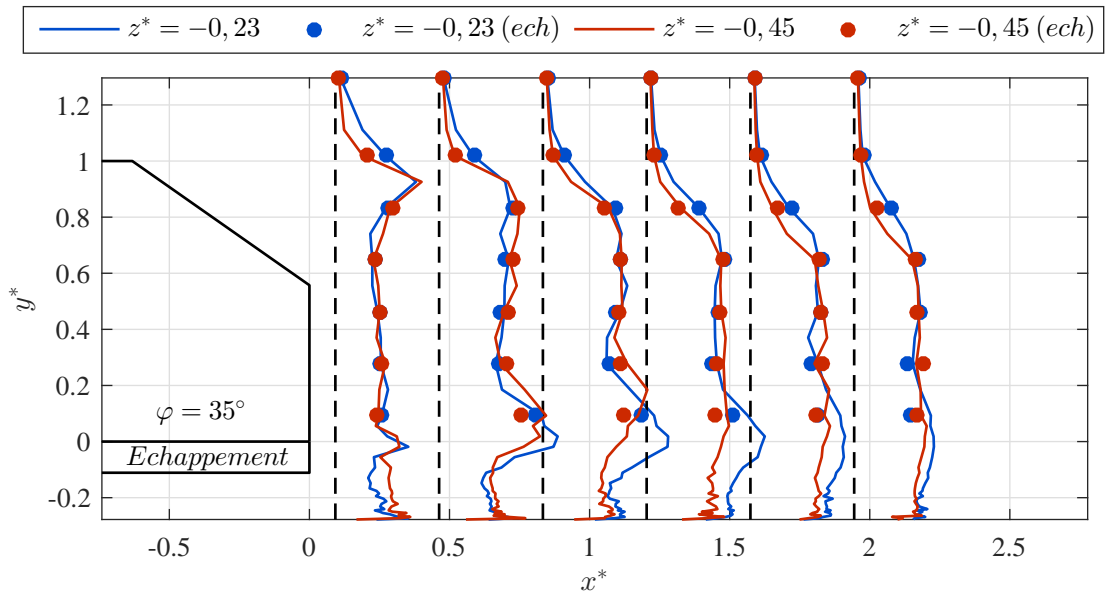 z* = −0, 23 z* = −0, 23 (ech) z* = −0, 45 z* = −0, 45 (ech)
1.2
1
0.8
0.6
0.4
0.2
0
-0.2
y*
φ = 35°
Echappement
-0.5 0 0.5 1 1.5 2 2.5
x*